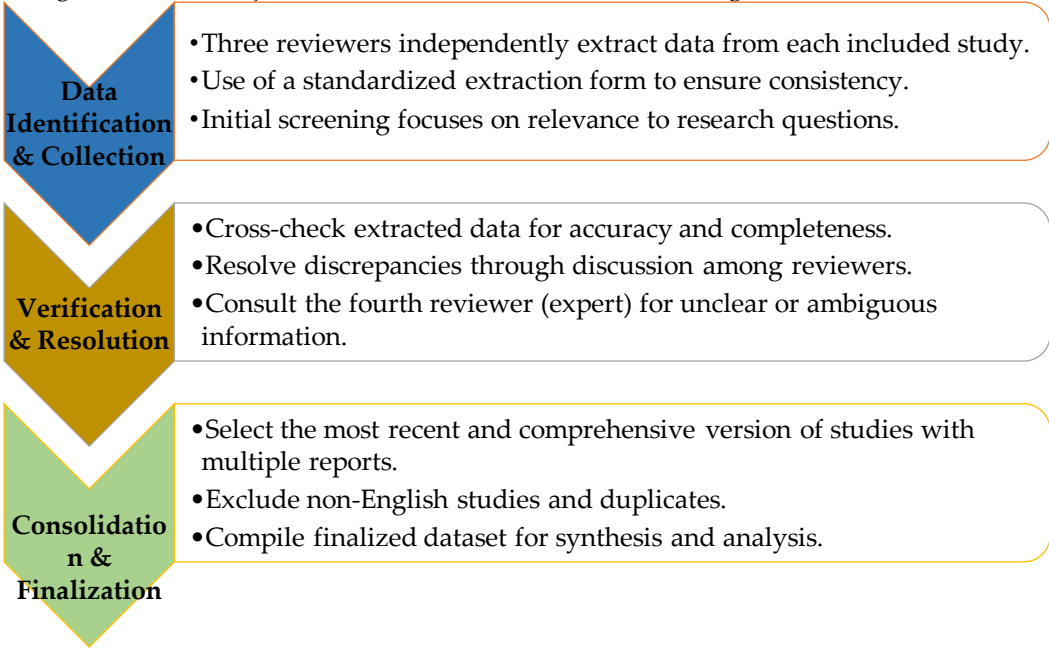 Data
Identification
& Collection
•Three reviewers independently extract data from each included study.
•Use of a standardized extraction form to ensure consistency.
•Initial screening focuses on relevance to research questions.
Verification
& Resolution
•Cross-check extracted data for accuracy and completeness.
•Resolve discrepancies through discussion among reviewers.
•Consult the fourth reviewer (expert) for unclear or ambiguous
information.
Consolidatio
n &
Finalization
•Select the most recent and comprehensive version of studies with
multiple reports.
•Exclude non-English studies and duplicates.
•Compile finalized dataset for synthesis and analysis.